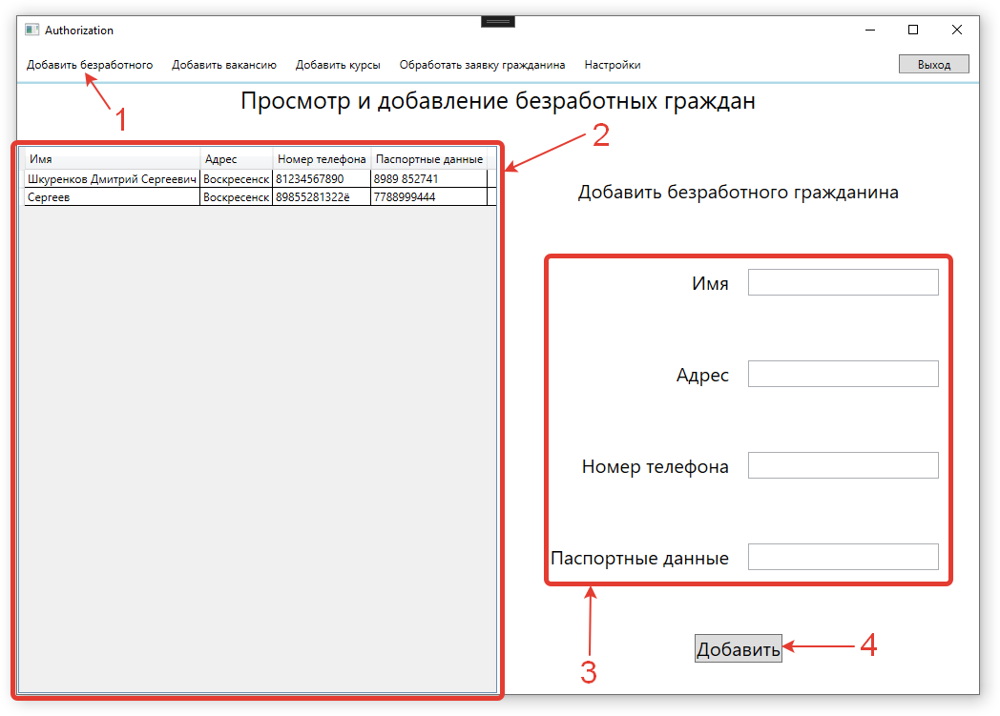 Authorization
Добавить безработного Добавить вакансию Добавить курсы Обработать заявку гражданина Настройки Выход
Просмотр и добавление безработных граждан
1
2
Имя Адрес Номер телефона Паспортные данные
Шкуренков Дмитрий Сергеевич Воскресенск 81234567890 8989 852741
Сергеев Воскресенск 89855281322ё 7788999444
Добавить безработного гражданина
Имя
Адрес
Номер телефона
Паспортные данные
3
Добавить 4